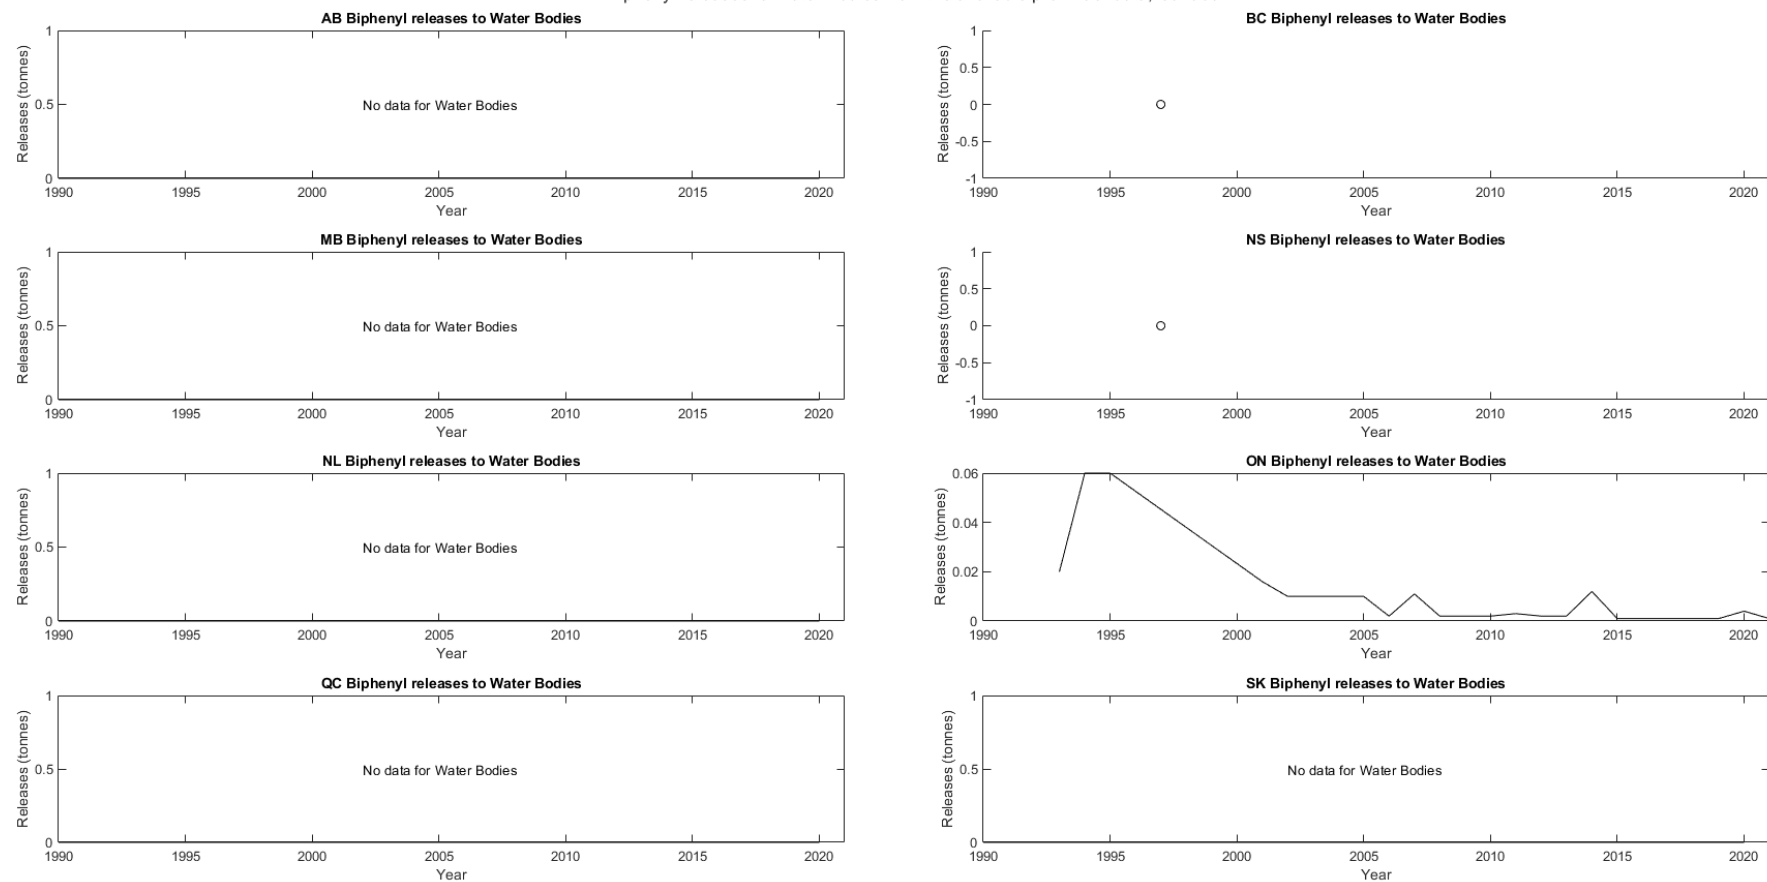 AB Biphenyl releases to Water Bodies
Releases (tonnes)
1
0.5
0
No data for Water Bodies
1990 1995 2000 2005 2010 2015 2020
Year
BC Biphenyl releases to Water Bodies
Releases (tonnes)
1
0.5
0
-0.5
-1
1990 1995 2000 2005 2010 2015 2020
Year
MB Biphenyl releases to Water Bodies
Releases (tonnes)
1
0.5
0
No data for Water Bodies
1990 1995 2000 2005 2010 2015 2020
Year
NS Biphenyl releases to Water Bodies
Releases (tonnes)
1
0.5
0
-0.5
-1
1990 1995 2000 2005 2010 2015 2020
Year
NL Biphenyl releases to Water Bodies
Releases (tonnes)
1
0.5
0
No data for Water Bodies
1990 1995 2000 2005 2010 2015 2020
Year
ON Biphenyl releases to Water Bodies
Releases (tonnes)
0.06
0.04
0.02
0
1990 1995 2000 2005 2010 2015 2020
Year
QC Biphenyl releases to Water Bodies
Releases (tonnes)
1
0.5
0
No data for Water Bodies
1990 1995 2000 2005 2010 2015 2020
Year
SK Biphenyl releases to Water Bodies
Releases (tonnes)
1
0.5
0
No data for Water Bodies
1990 1995 2000 2005 2010 2015 2020
Year